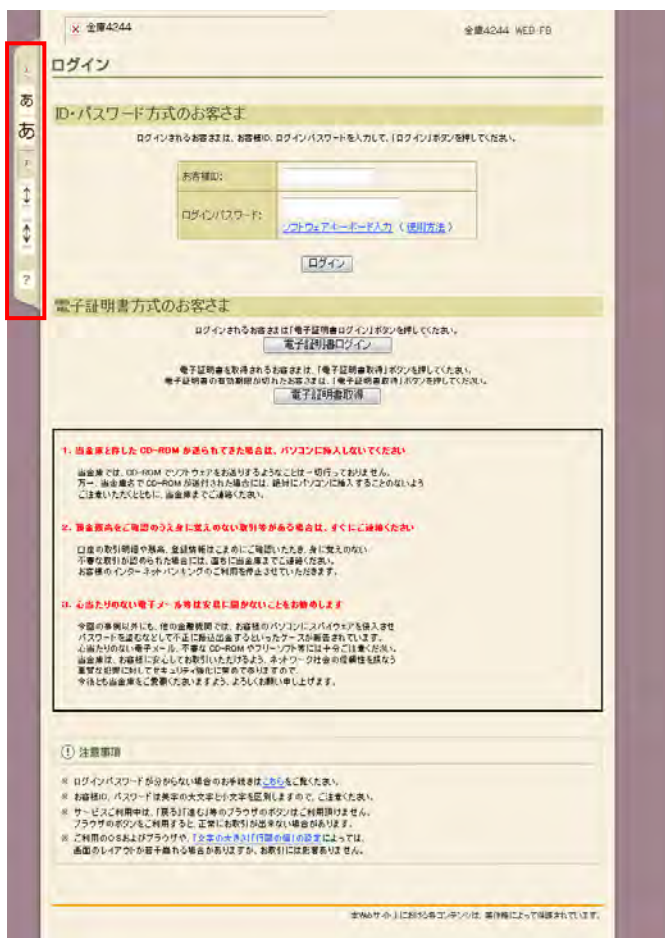 金庫4244
金庫4244 WEB-FB
ログイン
あ
あ
?
ID・パスワード方式のお客さま
ログインされるお客さまは、お客様ID、ログインパスワードを入力して、「ログイン」ボタンを押してください。
お客様ID:
ログインパスワード:
ソフトウェアキーボード入力 (使用方法)
ログイン
電子証明書方式のお客さま
ログインされるお客さまは「電子証明書ログイン」ボタンを押してください。
電子証明書ログイン
電子証明書を取得されるお客さまは、「電子証明書取得」ボタンを押してください。
電子証明書の有効期限が切れたお客さまは、「電子証明書取得」ボタンを押してください。
電子証明書取得
1. 当金庫を粋した CD-ROM が送られてきた場合は、パソコンに挿入しないでください
当金庫では、CD-ROM でソフトウェアをお送りするようなことは一切行っておりません。
万一、当金庫名で CD-ROM が送付された場合には、絶対にパソコンに挿入することのないよう
ご注意いただくとともに、当金庫までご連絡ください。
2. 預金残高をご確認のうえ身に覚えのない取引等がある場合は、すぐにご連絡ください
口座の取引明細や残高、登録情報はこまめにご確認いただき、身に覚えのない
不審な取引が認められた場合には、直ちに当金庫までご連絡ください。
お客様のインターネットバンキングのご利用を停止させていただきます。
3. 心当たりのない電子メール等は安易に開かないことをお勧めします
今回の事例以外にも、他の金融機関では、お客様のパソコンにスパイウェアを侵入させ
パスワードを盗むなどして不正に振込出金するといったケースが報告されています。
心当たりのない電子メール、不審な CD-ROM やフリーソフト等には十分ご注意ください。
当金庫は、お客様に安心してお取引いただけるよう、ネットワーク社会の信頼性を損なう
悪質な犯罪に対してセキュリティ強化に努めて参りますので、
今後とも当金庫をご愛顧くださいますよう、よろしくお願い申し上げます。
注意事項
※ ログインパスワードが分からない場合のお手続きはこちらをご覧ください。
※ お客様ID、パスワードは英字の大文字と小文字を区別しますので、ご注意ください。
※ サービスご利用中は、「戻る」「進む」等のブラウザのボタンはご利用頂けません。
ブラウザのボタンをご利用すると、正常にお取引が出来ない場合があります。
※ ご利用のOSおよびブラウザや、「文字の大きさ」「行間の幅」の設定によっては、
画面のレイアウトが若干崩れる場合がありますが、お取引には影響ありません。
本Webサイト上における各コンテンツは、著作権によって保護されています。